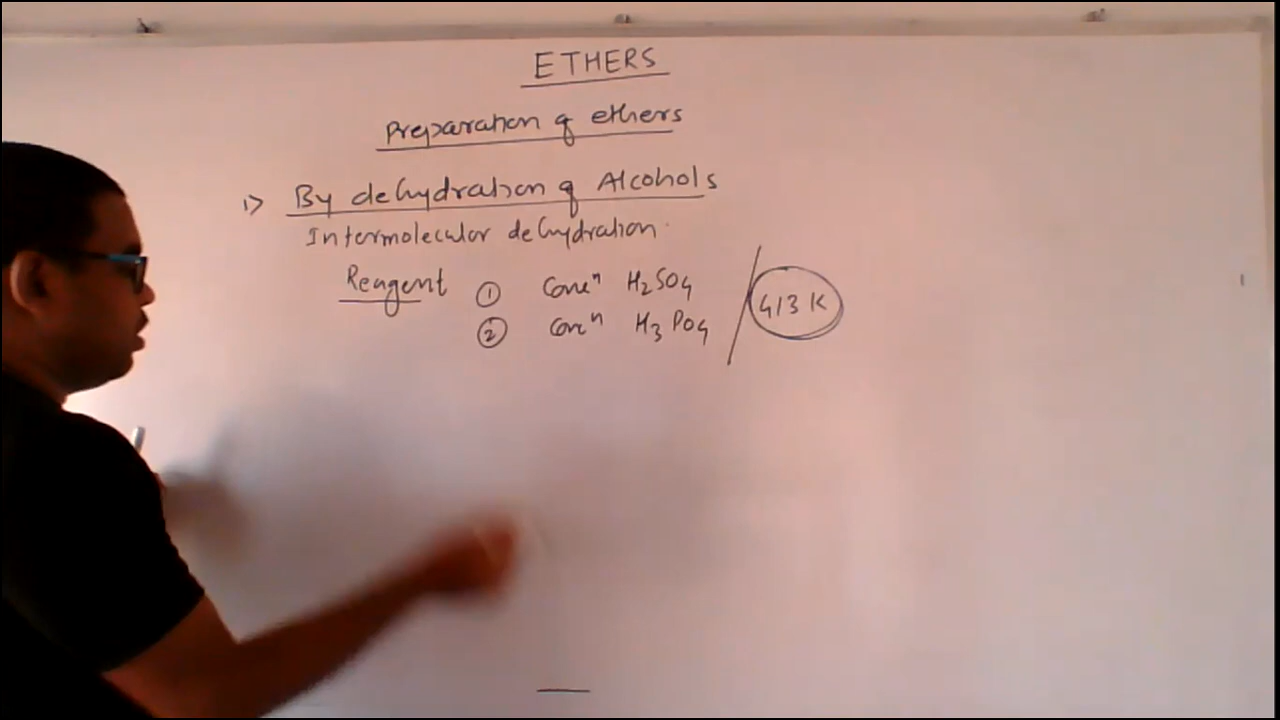 ETHERS
Preparation of ethers
1) By dehydration of Alcohols
Intermolecular dehydration.
Reagent ① Concⁿ H₂SO₄ / 413 K
② Concⁿ H₃PO₄